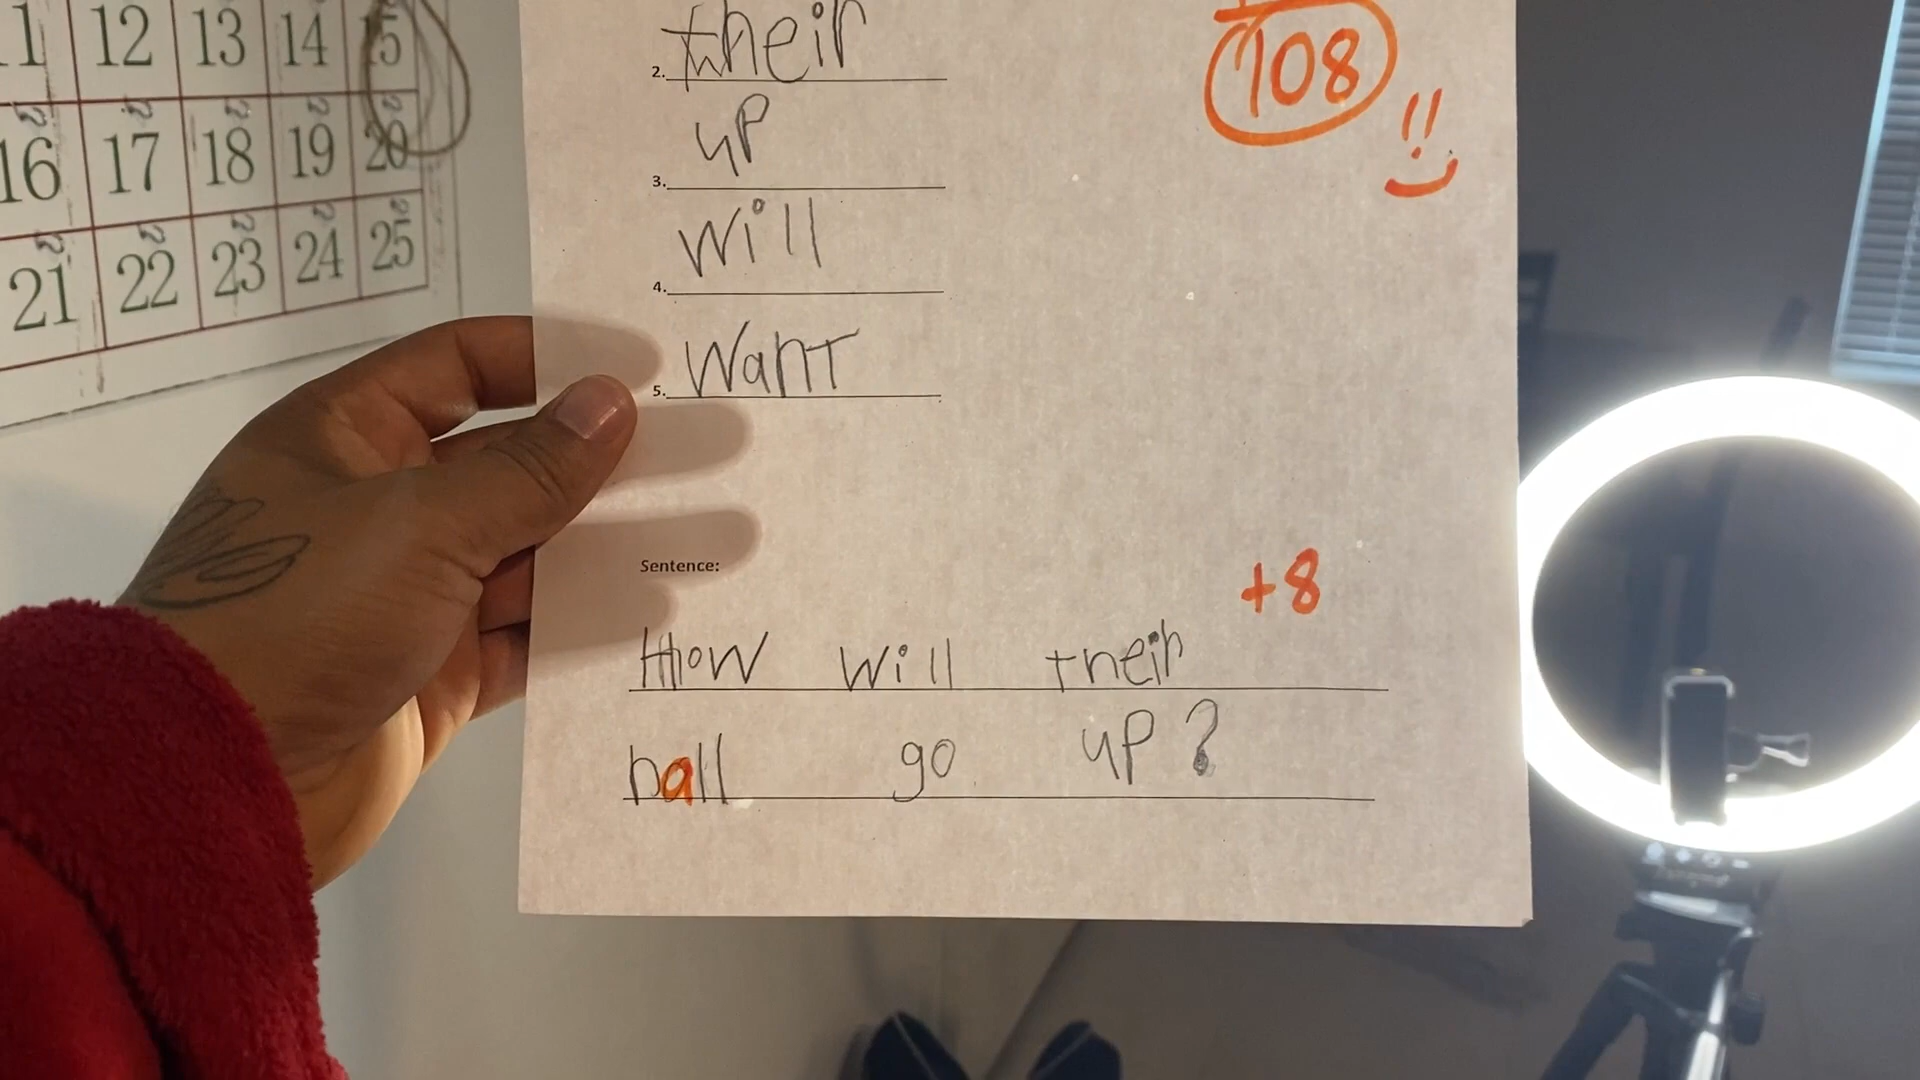 11 12 13 14 15
16 17 18 19 20
21 22 23 24 25
2. their
3. up
4. will
5. want
108
!!
Sentence:
+8
How will their
ball go up?